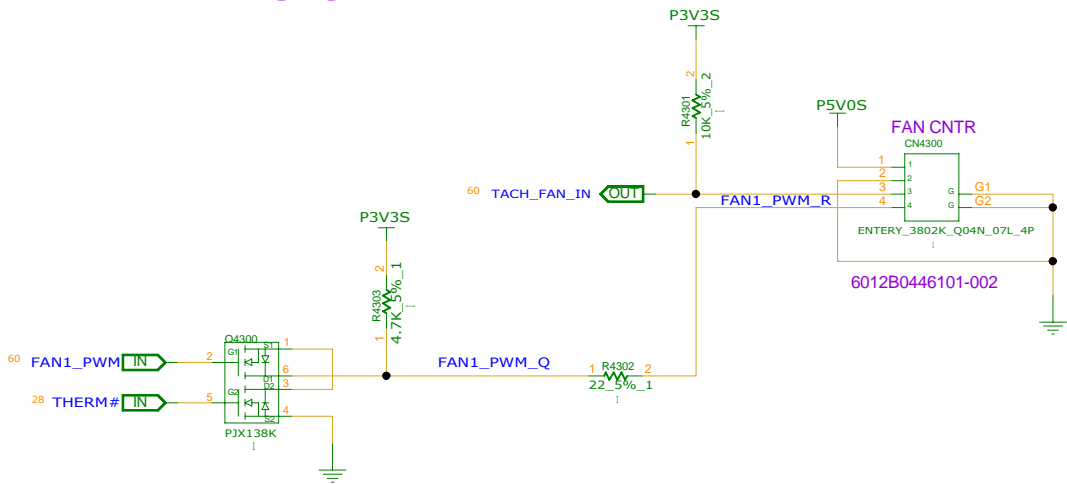 P3V3S
2
R4301
10K_5%_2
1
P5V0S
FAN CNTR
CN4300
1
2
3
4
1
2
3
4
G
G
G1
G2
60 TACH_FAN_IN OUT
FAN1_PWM_R
ENTERY_3802K_Q04N_07L_4P
6012B0446101-002
P3V3S
2
R4303
4.7K_5%_1
1
Q4300
60 FAN1_PWM IN 2 G1 S1 1
D1 6
FAN1_PWM_Q
1 R4302 2
22_5%_1
D2 3
28 THERM# IN 5 G2
S2 4
PJX138K